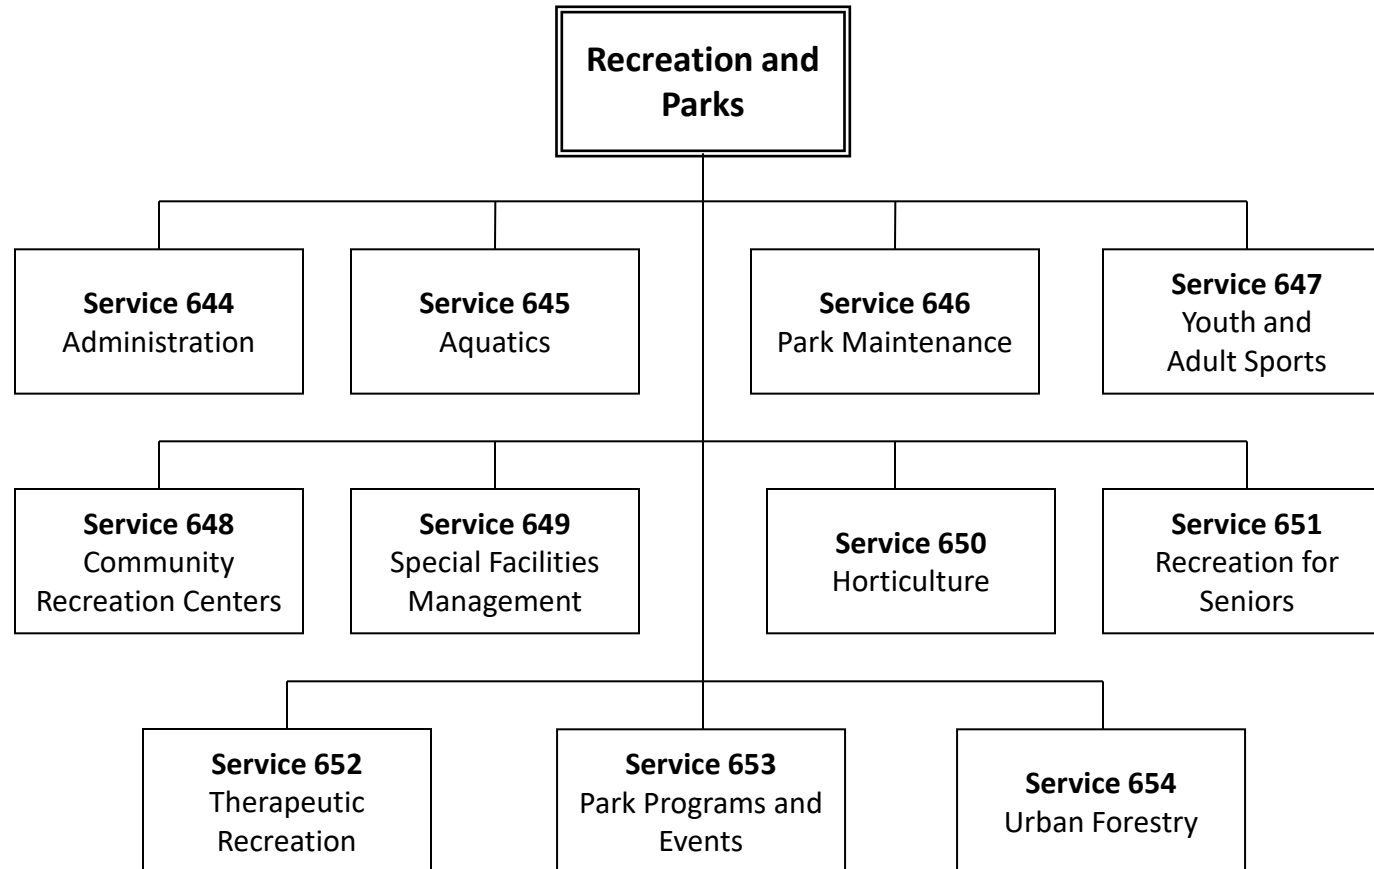 Recreation and
Parks
Service 644
Administration
Service 645
Aquatics
Service 646
Park Maintenance
Service 647
Youth and
Adult Sports
Service 648
Community
Recreation Centers
Service 649
Special Facilities
Management
Service 650
Horticulture
Service 651
Recreation for
Seniors
Service 652
Therapeutic
Recreation
Service 653
Park Programs and
Events
Service 654
Urban Forestry